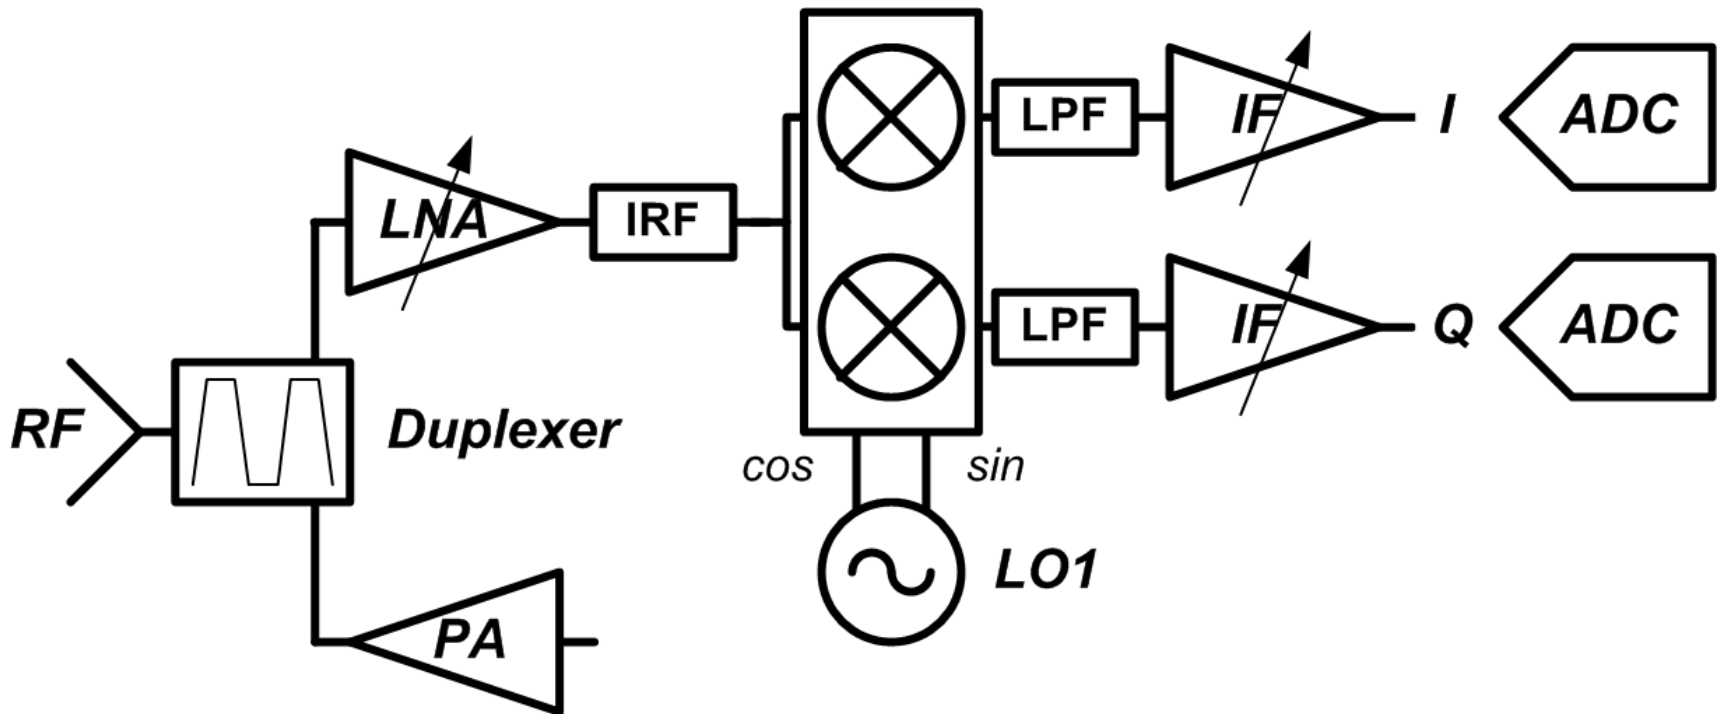 LPF
IF
I
ADC
LNA
IRF
LPF
IF
Q
ADC
RF
Duplexer
cos
sin
LO1
PA